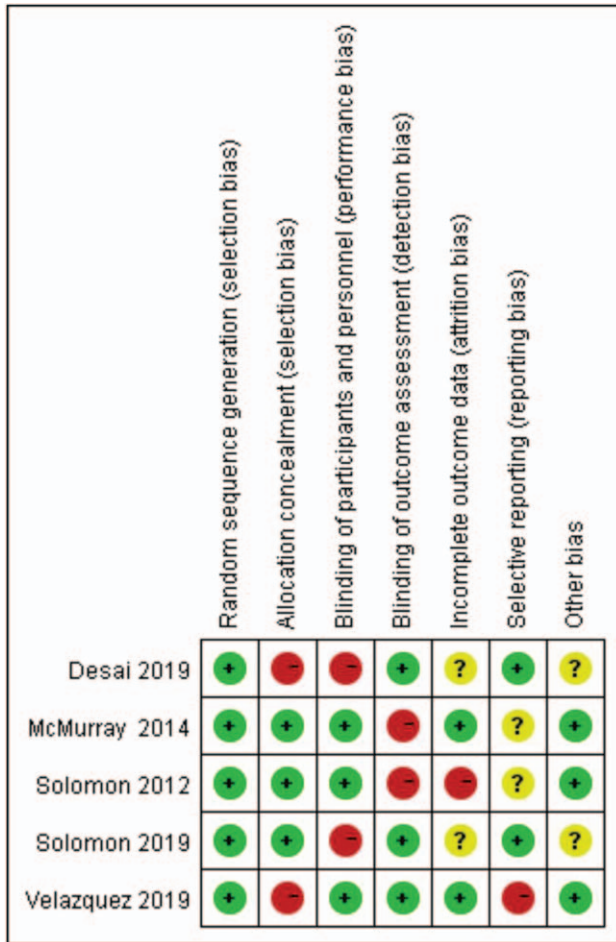 Random sequence generation (selection bias)
Allocation concealment (selection bias)
Blinding of participants and personnel (performance bias)
Blinding of outcome assessment (detection bias)
Incomplete outcome data (attrition bias)
Selective reporting (reporting bias)
Other bias
Desai 2019 + - - + ? + ?
McMurray 2014 + + + - + ? +
Solomon 2012 + + + - - ? +
Solomon 2019 + + - + ? + ?
Velazquez 2019 + - + + + - +